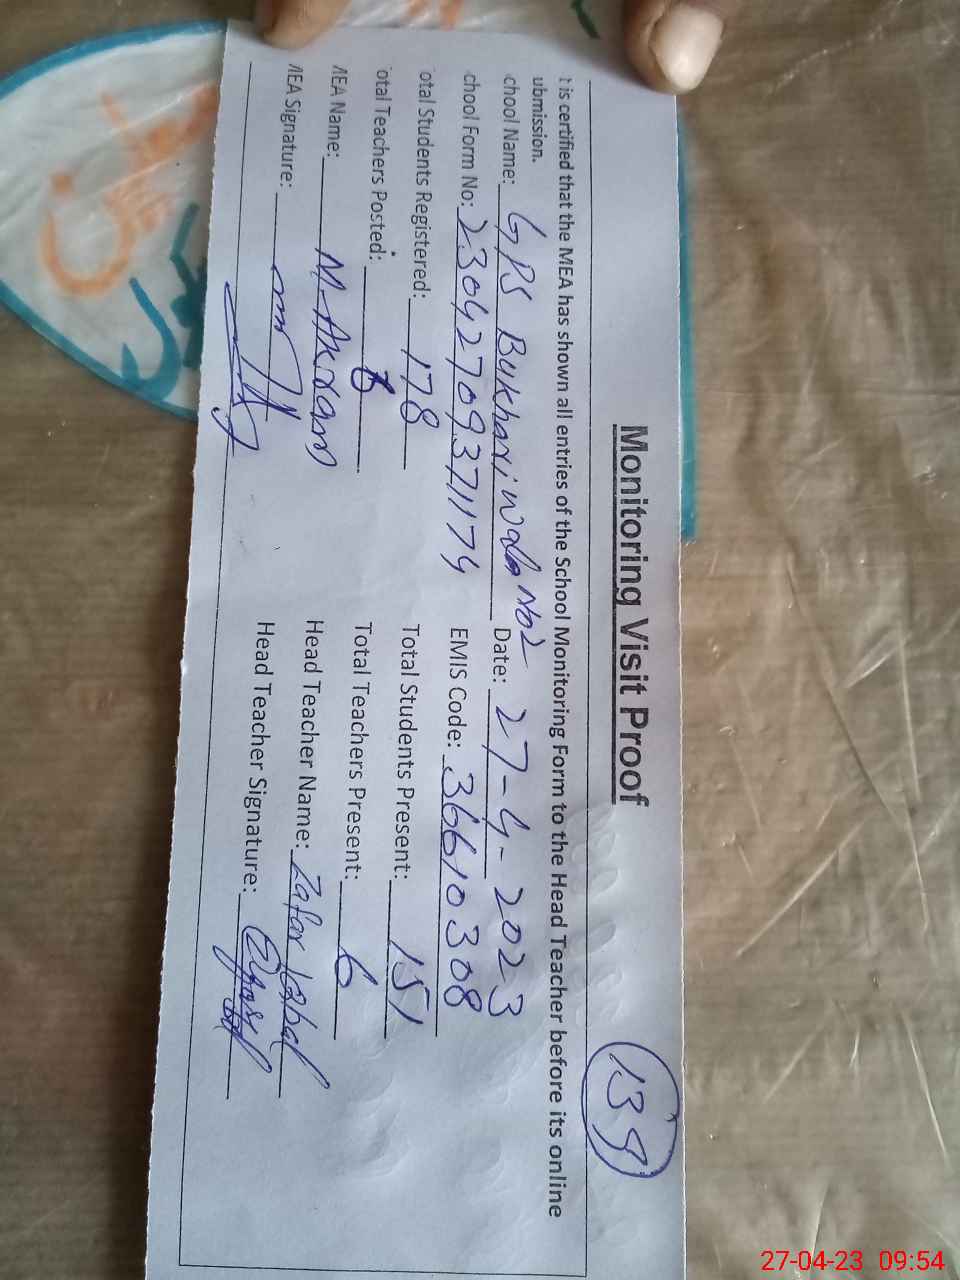 Monitoring Visit Proof
139
t is certified that the MEA has shown all entries of the School Monitoring Form to the Head Teacher before its online
ubmission.
chool Name: GPS Bukhari wala No2 Date: 27-4-2023
chool Form No: 23042709371174 EMIS Code: 36610308
otal Students Registered: 178 Total Students Present: 151
otal Teachers Posted: 6 Total Teachers Present: 6
MEA Name: M. Akram Head Teacher Name: Zafar Iqbal
MEA Signature: Head Teacher Signature:
27-04-23 09:54